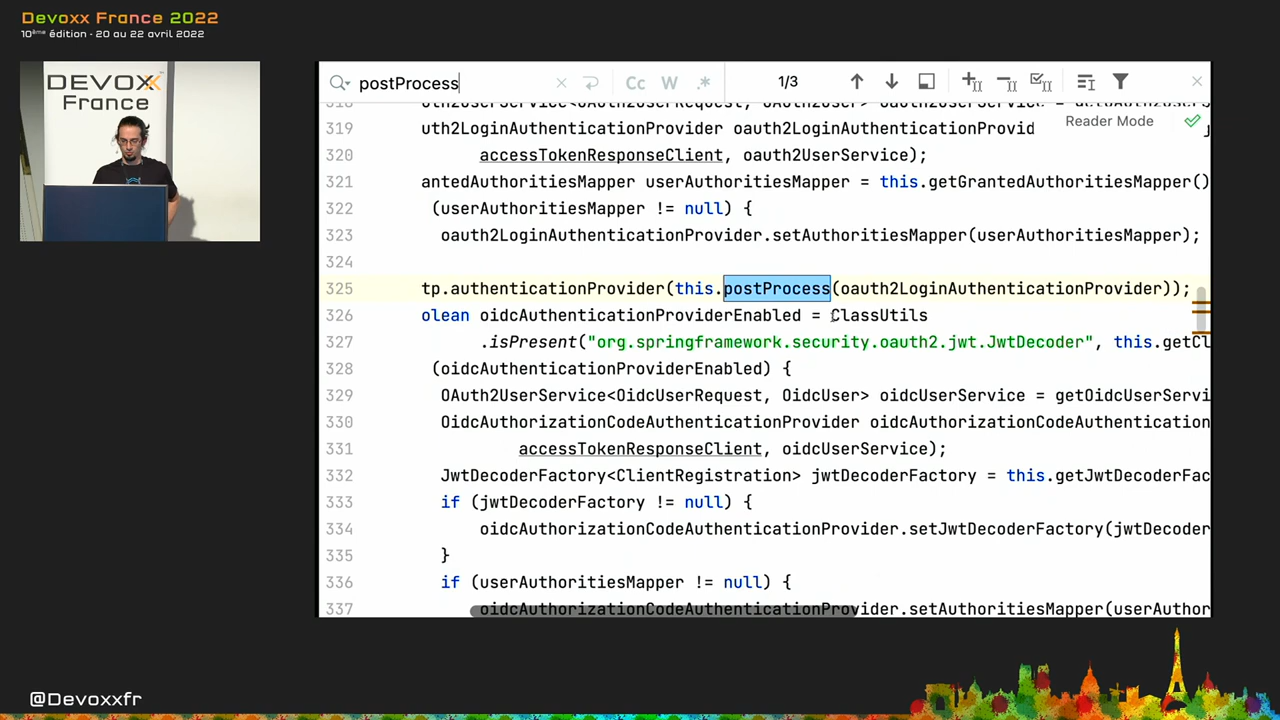 Devoxx France 2022
10ème édition - 20 au 22 avril 2022
DEVOXX
France
postProcess
Cc W .* 1/3
Reader Mode
319 uth2LoginAuthenticationProvider oauth2LoginAuthenticationProvid
320 accessTokenResponseClient, oauth2UserService);
321 antedAuthoritiesMapper userAuthoritiesMapper = this.getGrantedAuthoritiesMapper()
322 (userAuthoritiesMapper != null) {
323 oauth2LoginAuthenticationProvider.setAuthoritiesMapper(userAuthoritiesMapper);
324
325 tp.authenticationProvider(this.postProcess(oauth2LoginAuthenticationProvider));
326 olean oidcAuthenticationProviderEnabled = ClassUtils
327 .isPresent("org.springframework.security.oauth2.jwt.JwtDecoder", this.getCl
328 (oidcAuthenticationProviderEnabled) {
329 OAuth2UserService<OidcUserRequest, OidcUser> oidcUserService = getOidcUserServi
330 OidcAuthorizationCodeAuthenticationProvider oidcAuthorizationCodeAuthentication
331 accessTokenResponseClient, oidcUserService);
332 JwtDecoderFactory<ClientRegistration> jwtDecoderFactory = this.getJwtDecoderFac
333 if (jwtDecoderFactory != null) {
334 oidcAuthorizationCodeAuthenticationProvider.setJwtDecoderFactory(jwtDecoder
335 }
336 if (userAuthoritiesMapper != null) {
337 oidcAuthorizationCodeAuthenticationProvider.setAuthoritiesMapper(userAuthor
@Devoxxfr